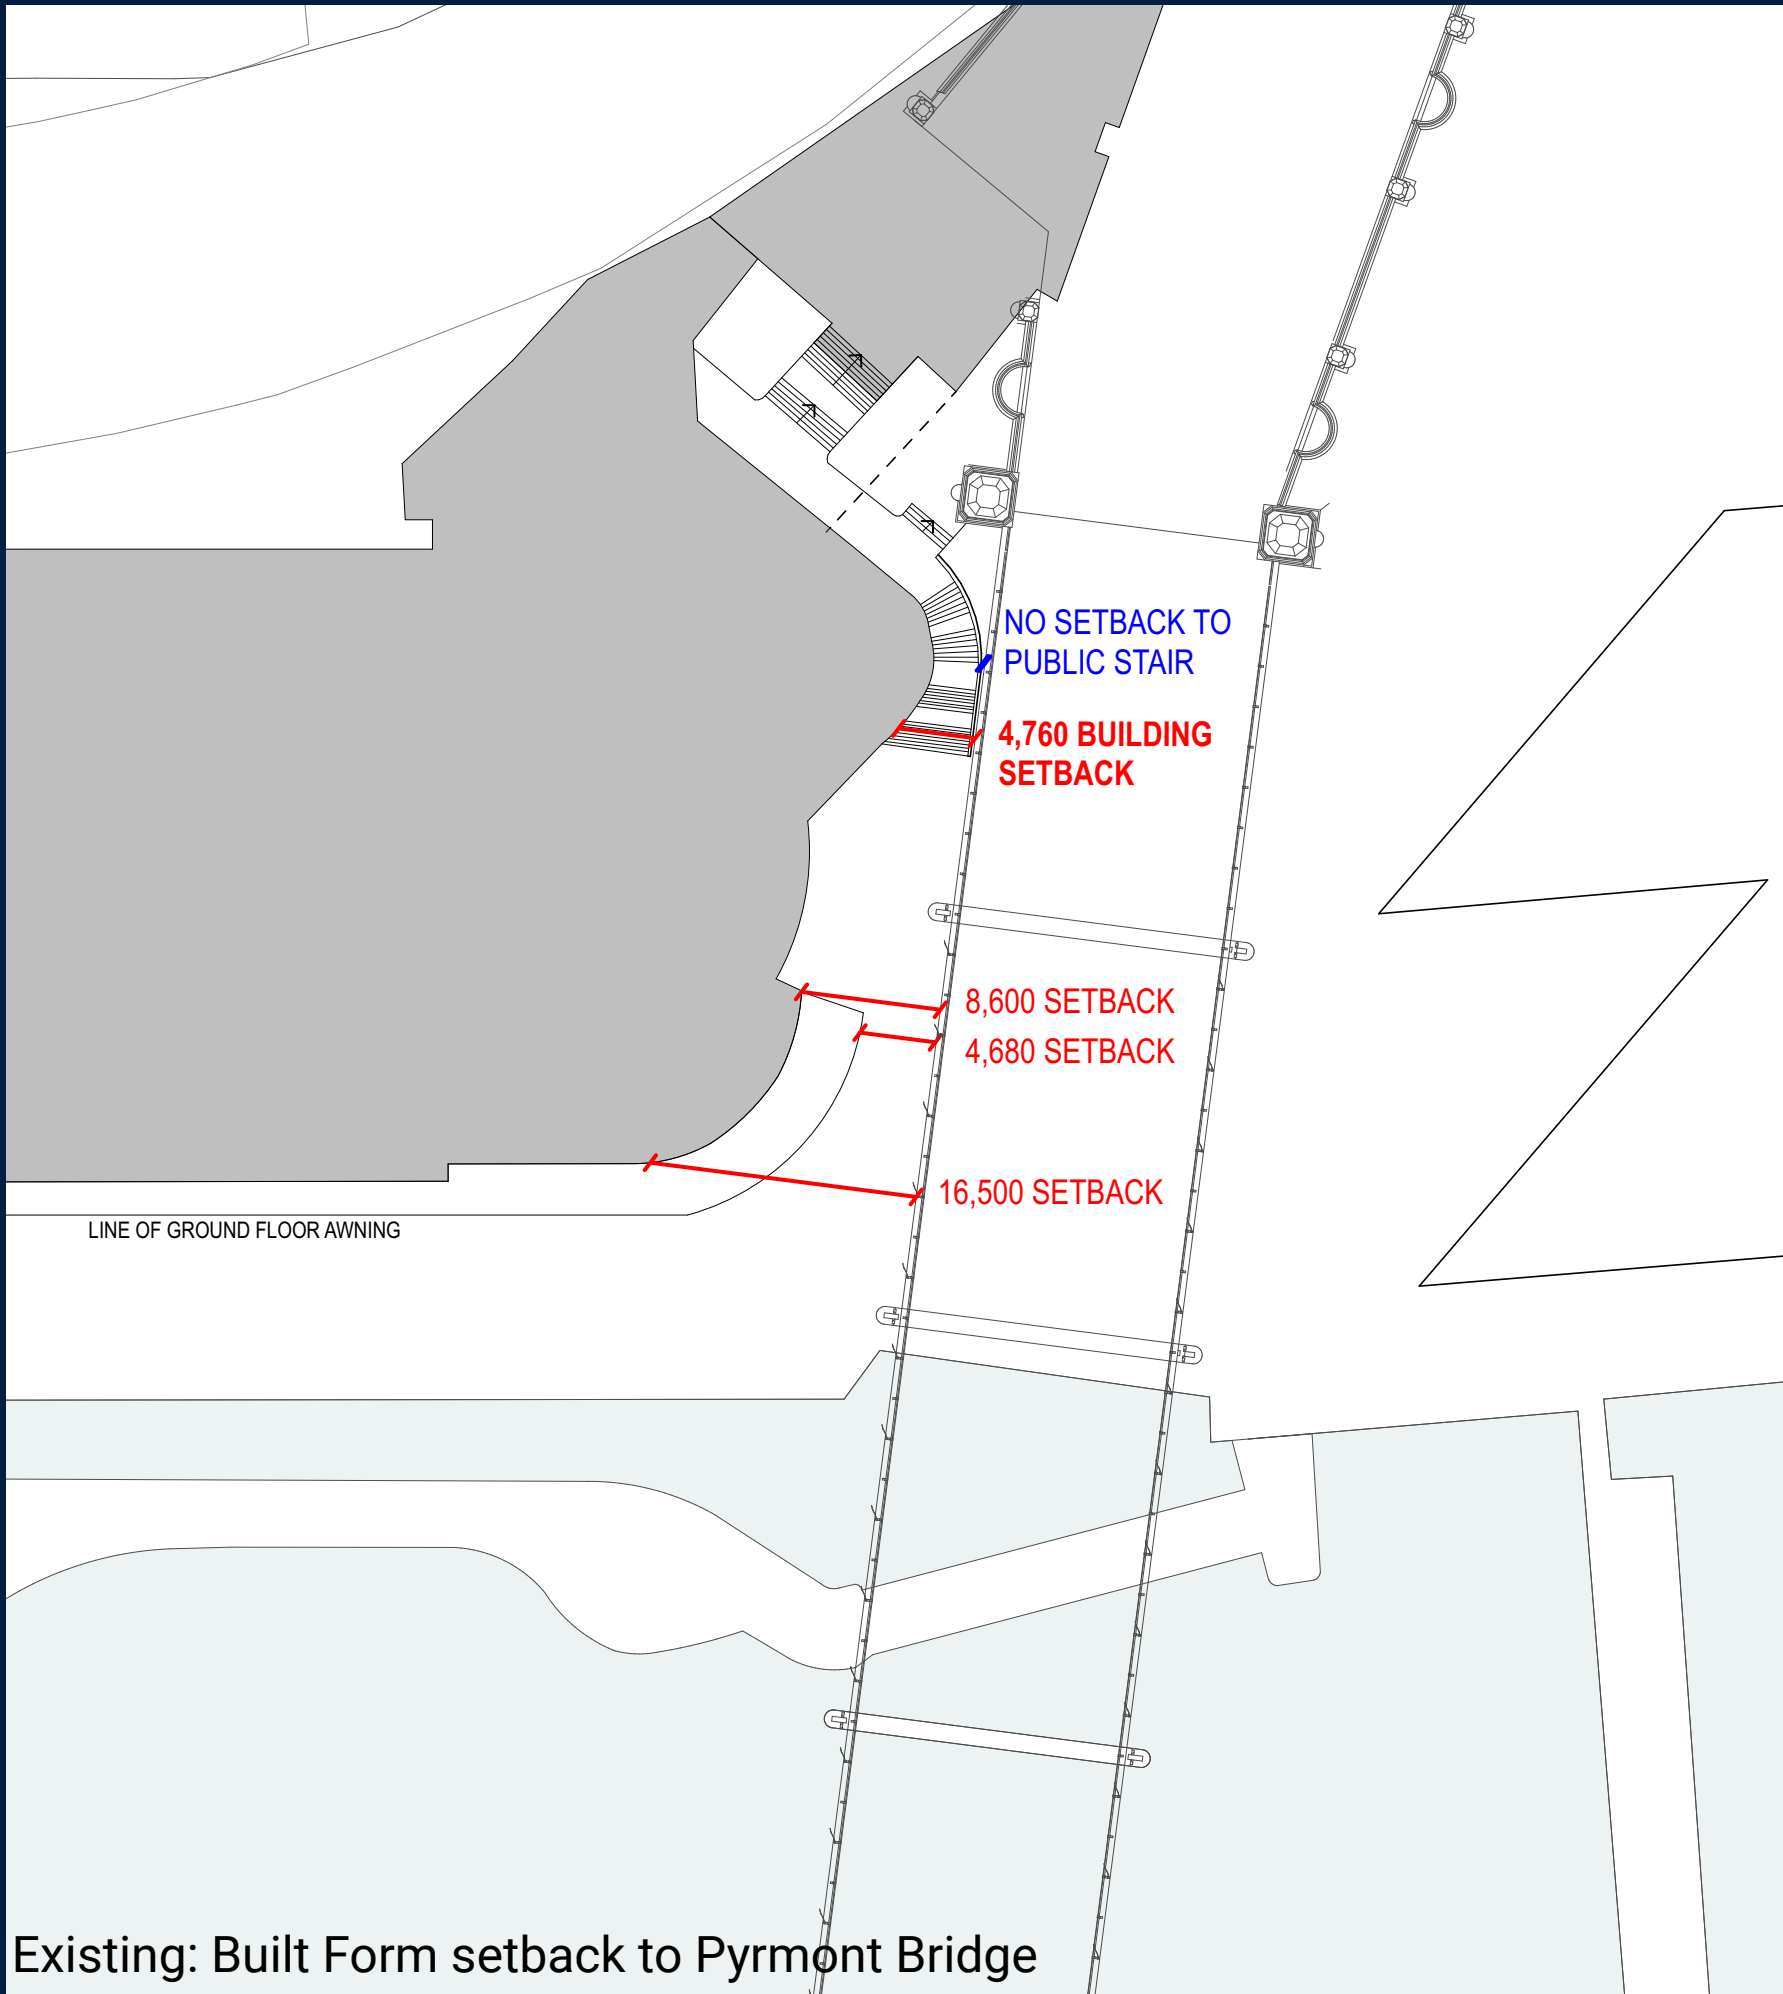 NO SETBACK TO
PUBLIC STAIR
4,760 BUILDING
SETBACK
8,600 SETBACK
4,680 SETBACK
16,500 SETBACK
LINE OF GROUND FLOOR AWNING
Existing: Built Form setback to Pyrmont Bridge